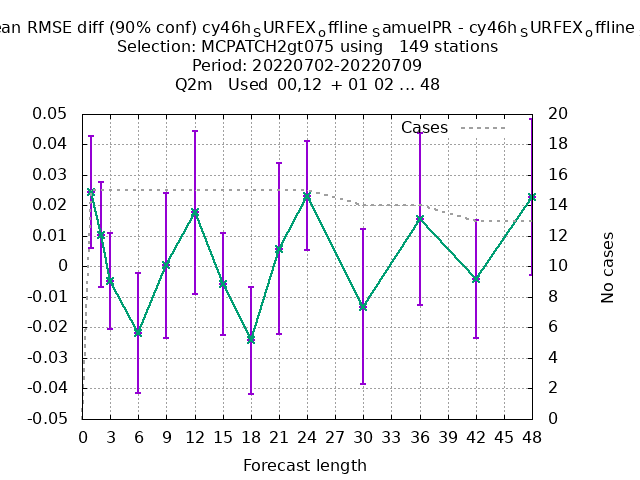 ean RMSE diff (90% conf) cy46h_SURFEX_offline_SamuelPR - cy46h_SURFEX_offline
Selection: MCPATCH2gt075 using 149 stations
Period: 20220702-20220709
Q2m Used 00,12 + 01 02 ... 48
Cases
0.05
0.04
0.03
0.02
0.01
0
-0.01
-0.02
-0.03
-0.04
-0.05
20
18
16
14
12
10
8
6
4
2
0
No cases
0 3 6 9 12 15 18 21 24 27 30 33 36 39 42 45 48
Forecast length